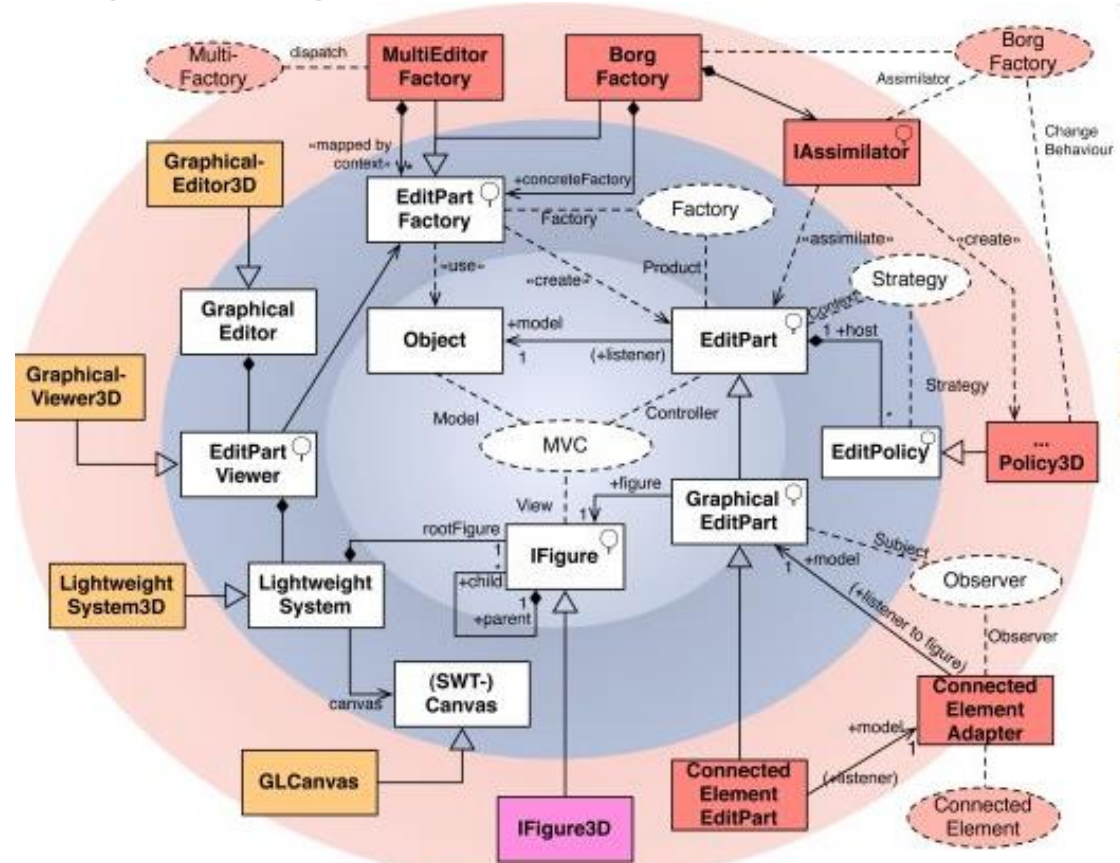 Multi-
Factory
dispatch
MultiEditor
Factory
Borg
Factory
Borg
Factory
Assimilator
IAssimilator
Change
Behaviour
Graphical-
Editor3D
«mapped by
context»
*
+concreteFactory
EditPart
Factory
Factory
Factory
«assimilate»
«create»
«use»
«create»
Product
Strategy
Context
Graphical
Editor
Object
+model
1
(+listener)
EditPart
1
+host
Graphical-
Viewer3D
Strategy
Model
Controller
*
MVC
EditPart
Viewer
EditPolicy
...
Policy3D
View
+figure
1
Graphical
EditPart
rootFigure
1
IFigure
Subject
+model
1
Observer
Lightweight
System3D
Lightweight
System
*
+child
1
+parent
(+listener to figure)
Observer
(SWT-)
Canvas
canvas
Connected
Element
Adapter
+model
1
(+listener)
GLCanvas
IFigure3D
Connected
Element
EditPart
Connected
Element